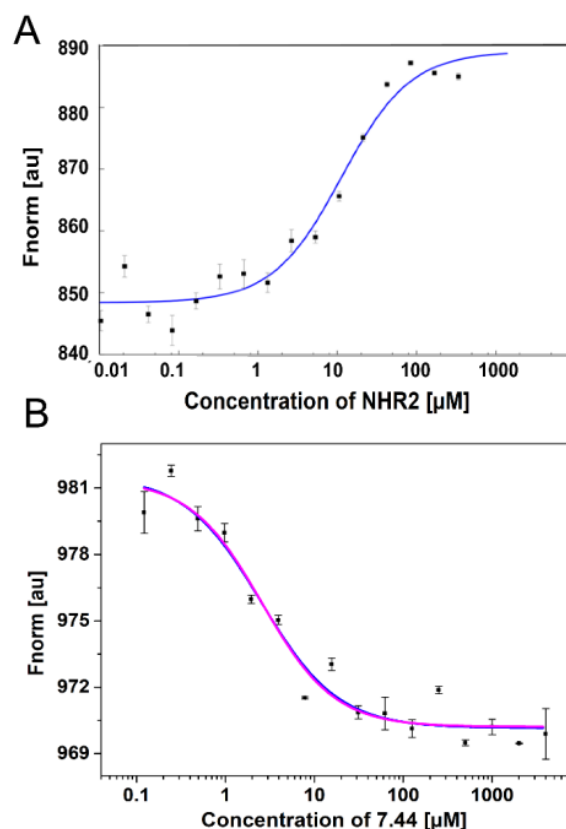 A
890
880
870
860
850
840
Fnorm [au]
0.01 0.1 1 10 100 1000
Concentration of NHR2 [µM]
B
981
978
975
972
969
Fnorm [au]
0.1 1 10 100 1000
Concentration of 7.44 [µM]